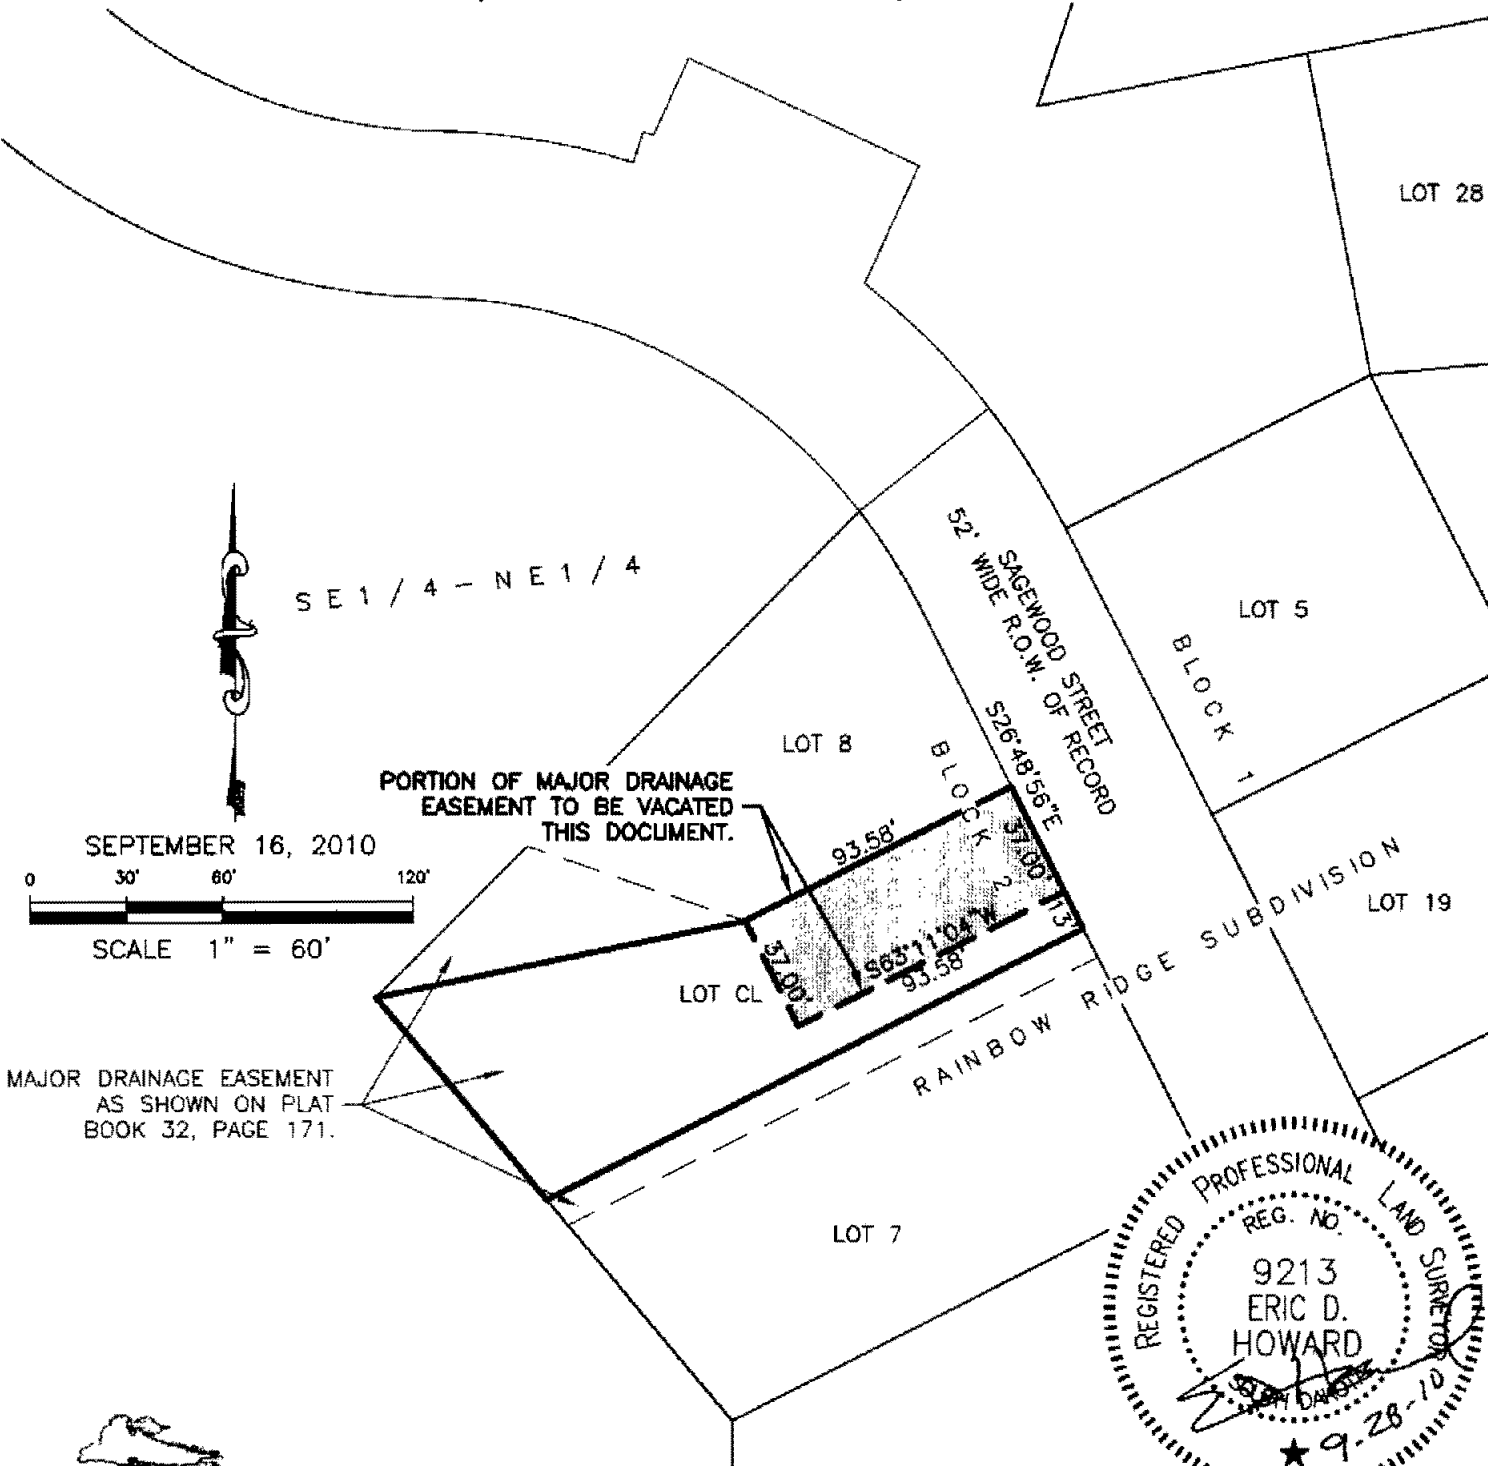 LOT 28
SE1/4-NE1/4
SAGEWOOD STREET
52' WIDE R.O.W. OF RECORD
LOT 5
BLOCK 1
S26°48'56"E
LOT 8
BLOCK 2
PORTION OF MAJOR DRAINAGE
EASEMENT TO BE VACATED
THIS DOCUMENT.
93.58'
37.00'
13'
SEPTEMBER 16, 2010
0 30' 60' 120'
SCALE 1" = 60'
LOT CL
37.00'
S63°11'04"W
93.58'
RAINBOW RIDGE SUBDIVISION
LOT 19
MAJOR DRAINAGE EASEMENT
AS SHOWN ON PLAT
BOOK 32, PAGE 171.
LOT 7
REGISTERED PROFESSIONAL LAND SURVEYOR
REG. NO.
9213
ERIC D.
HOWARD
SOUTH DAKOTA
9-28-10